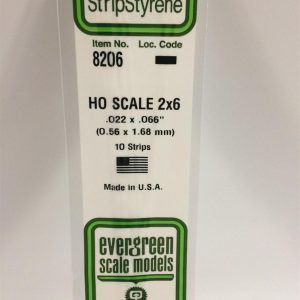 StripStyrene
Item No. Loc. Code
8206
HO SCALE 2x6
.022 x .066"
(0.56 x 1.68 mm)
10 Strips
Made in U.S.A.
evergreen
scale models